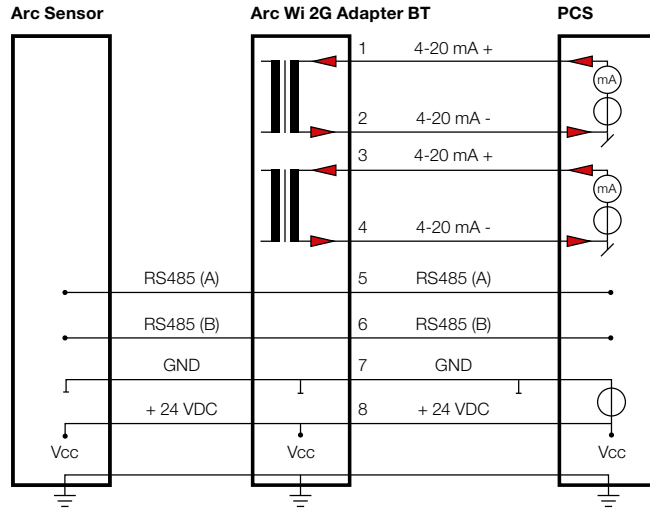 Arc Sensor Arc Wi 2G Adapter BT PCS
1 4-20 mA +
mA
2 4-20 mA -
3 4-20 mA +
mA
4 4-20 mA -
RS485 (A) 5 RS485 (A)
RS485 (B) 6 RS485 (B)
GND 7 GND
+ 24 VDC 8 + 24 VDC
Vcc Vcc Vcc